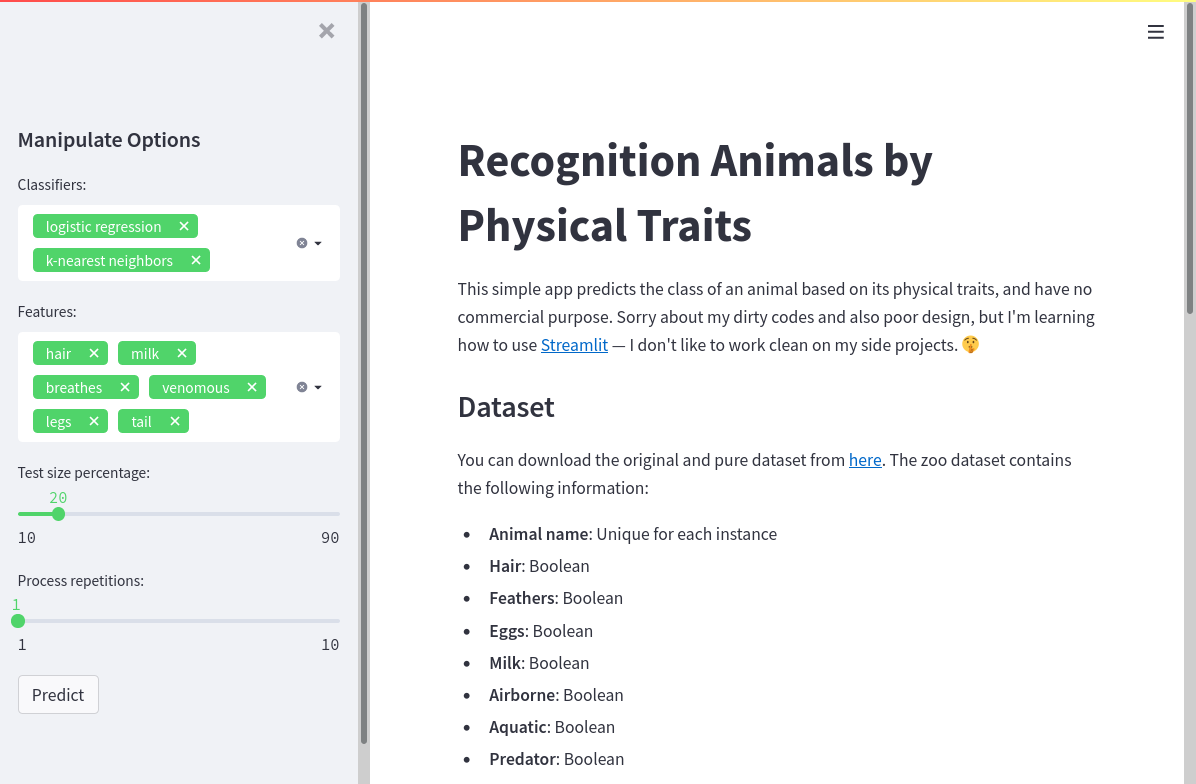 Manipulate Options
Classifiers:
logistic regression
k-nearest neighbors
Features:
hair milk
breathes venomous
legs tail
Test size percentage:
20
10 90
Process repetitions:
1
1 10
Predict
Recognition Animals by
Physical Traits
This simple app predicts the class of an animal based on its physical traits, and have no
commercial purpose. Sorry about my dirty codes and also poor design, but I'm learning
how to use Streamlit — I don't like to work clean on my side projects. 🤫
Dataset
You can download the original and pure dataset from here. The zoo dataset contains
the following information:
• Animal name: Unique for each instance
• Hair: Boolean
• Feathers: Boolean
• Eggs: Boolean
• Milk: Boolean
• Airborne: Boolean
• Aquatic: Boolean
• Predator: Boolean